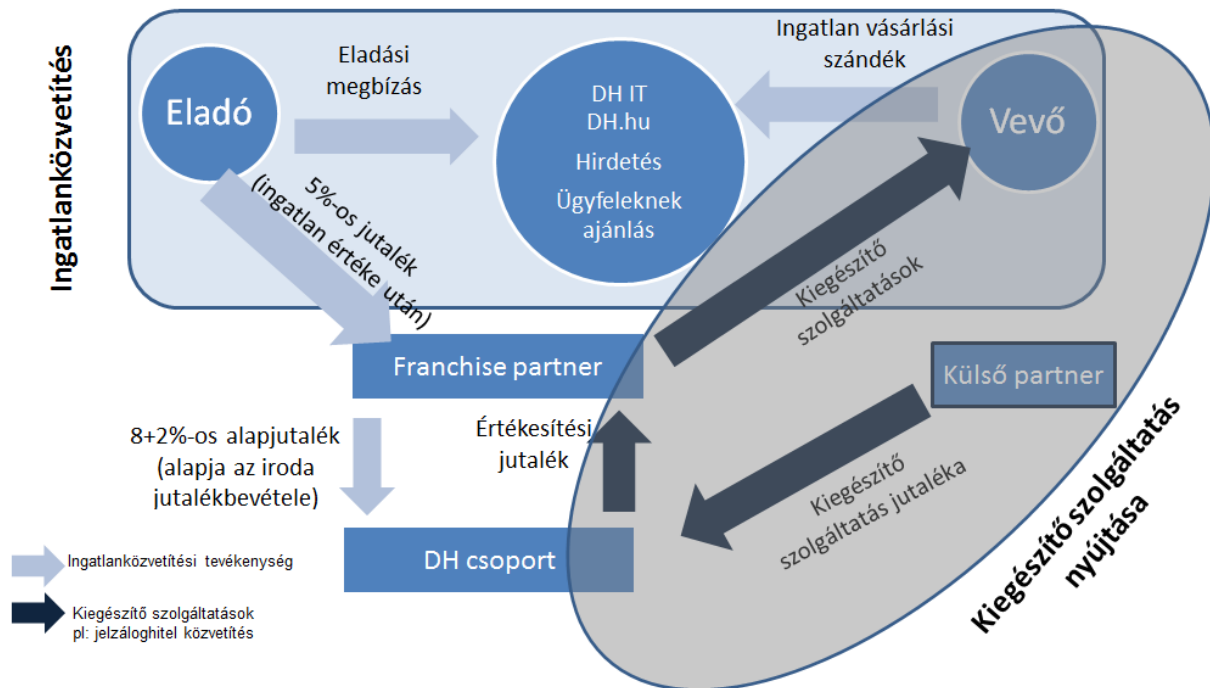 Ingatlanközvetítés
Eladó
Eladási
megbízás
DH IT
DH.hu
Hirdetés
Ügyfeleknek
ajánlás
Ingatlan vásárlási
szándék
Vevő
5%-os jutalék
(ingatlan értéke után)
Kiegészítő
szolgáltatások
Franchise partner
Külső partner
8+2%-os alapjutalék
(alapja az iroda
jutalékbevétele)
Értékesítési
jutalék
Kiegészítő
szolgáltatás jutaléka
DH csoport
Kiegészítő szolgáltatás
nyújtása
Ingatlanközvetítési tevékenység
Kiegészítő szolgáltatások
pl: jelzáloghitel közvetítés